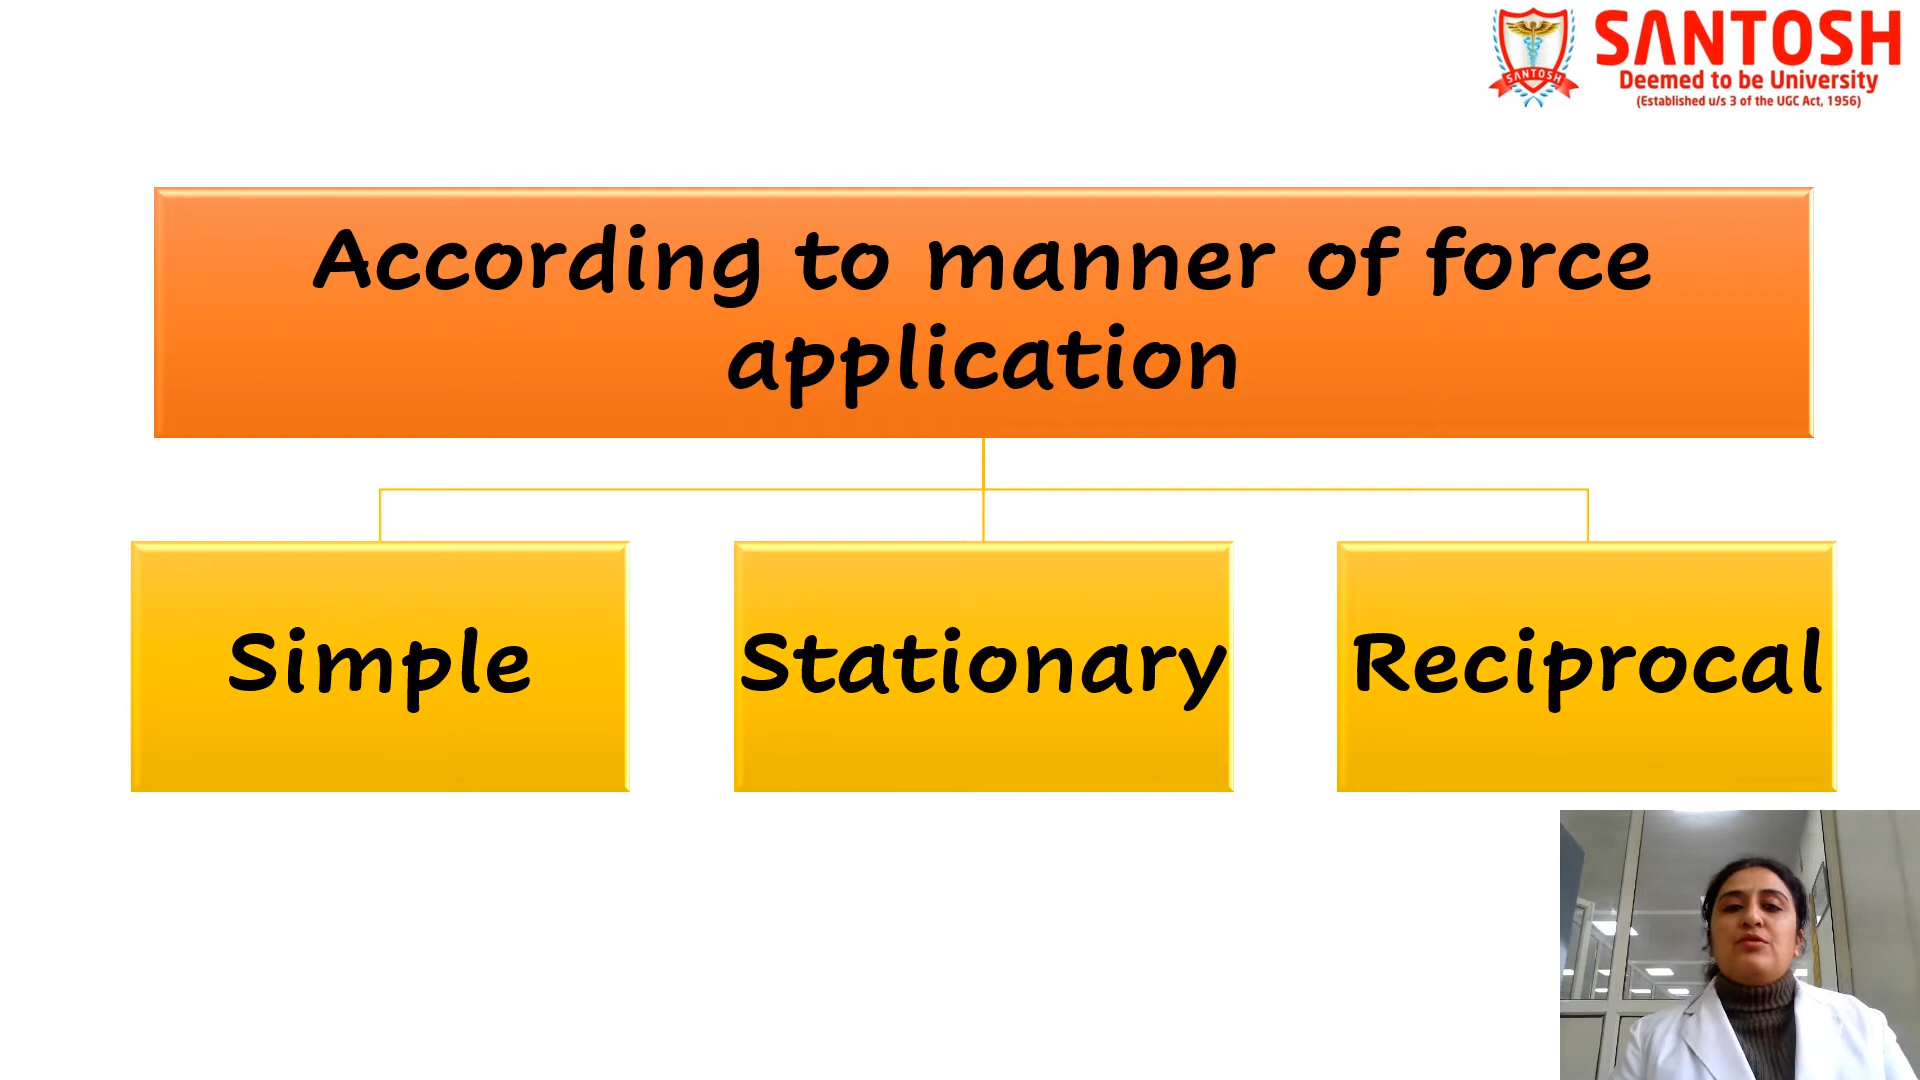 SANTOSH
Deemed to be University
(Established u/s 3 of the UGC Act, 1956)
SANTOSH
According to manner of force
application
Simple
Stationary
Reciprocal